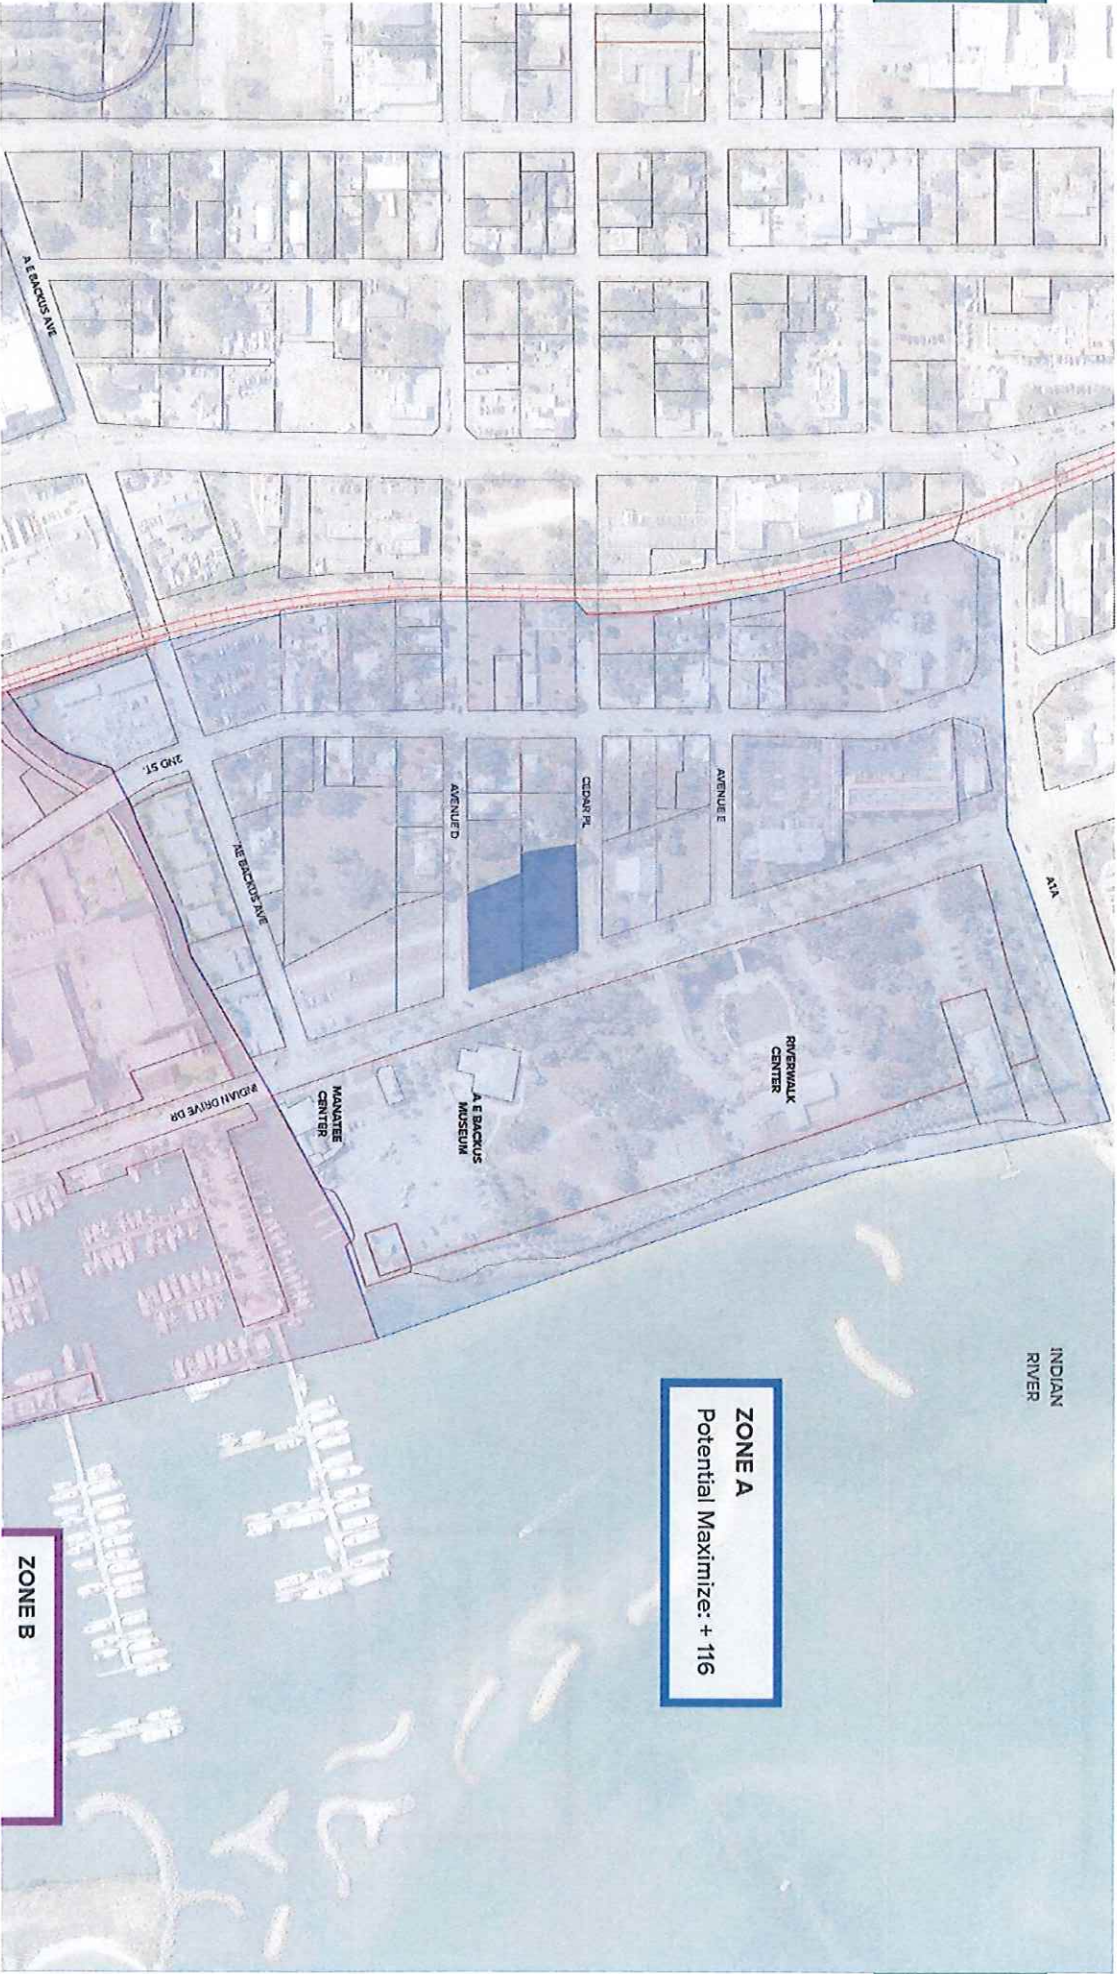 INDIAN
RIVER
A1A
RIVERWALK
CENTER
ZONE A
Potential Maximize: + 116
AVENUE E
CEDAR PL
A E BACKUS
MUSEUM
AVENUE D
MANATEE
CENTER
AE BACKUS AVE
INDIAN DRIVE DR
2ND ST.
A E BACKUS AVE
ZONE B